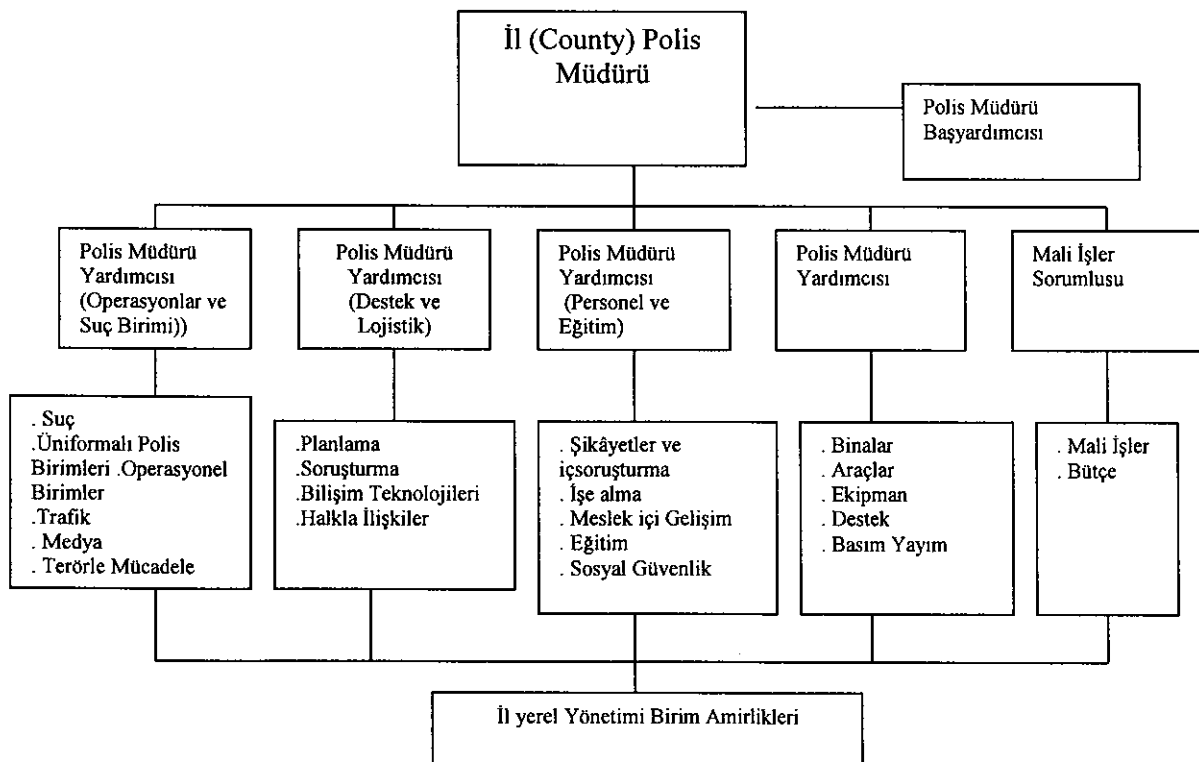 İl (County) Polis
Müdürü
Polis Müdürü
Başyardımcısı
Polis Müdürü
Yardımcısı
(Operasyonlar ve
Suç Birimi))
Polis Müdürü
Yardımcısı
(Destek ve
Lojistik)
Polis Müdürü
Yardımcısı
(Personel ve
Eğitim)
Polis Müdürü
Yardımcısı
Mali İşler
Sorumlusu
. Suç
.Üniformalı Polis
Birimleri .Operasyonel
Birimler
.Trafik
. Medya
. Terörle Mücadele
.Planlama
.Soruşturma
.Bilişim Teknolojileri
.Halkla İlişkiler
. Şikâyetler ve
içsoruşturma
. İşe alma
. Meslek içi Gelişim
. Eğitim
. Sosyal Güvenlik
. Binalar
. Araçlar
. Ekipman
. Destek
. Basım Yayım
. Mali İşler
. Bütçe
İl yerel Yönetimi Birim Amirlikleri